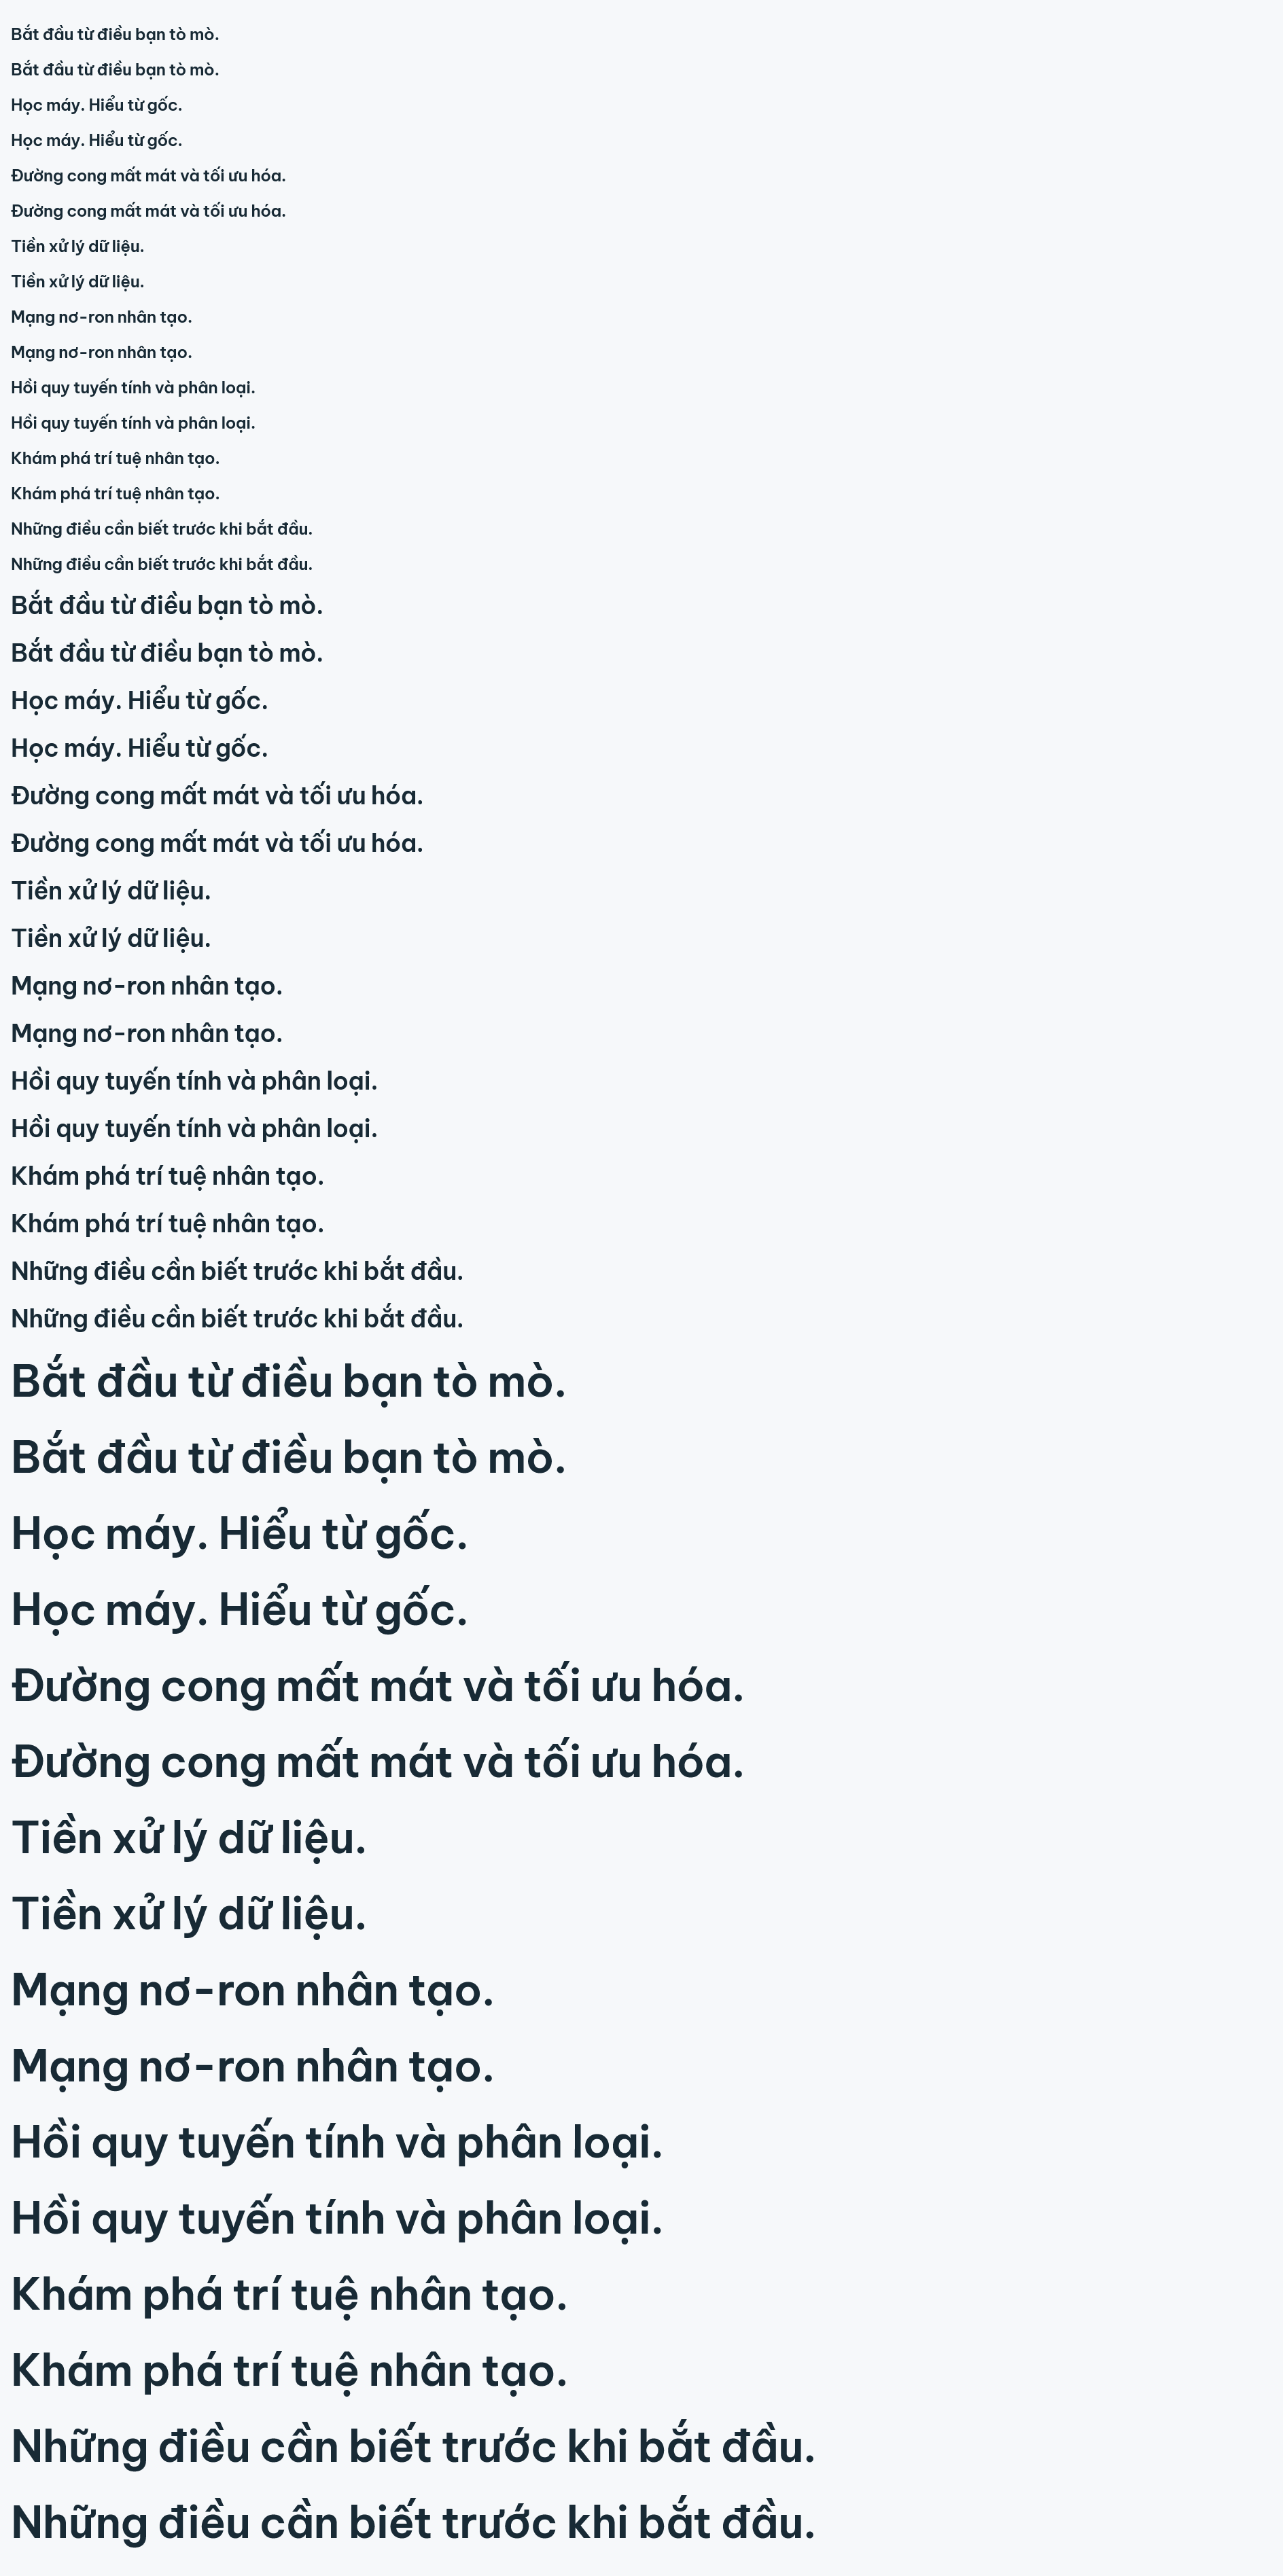 Bắt đầu từ điều bạn tò mò.
Bắt đầu từ điều bạn tò mò.
Học máy. Hiểu từ gốc.
Học máy. Hiểu từ gốc.
Đường cong mất mát và tối ưu hóa.
Đường cong mất mát và tối ưu hóa.
Tiền xử lý dữ liệu.
Tiền xử lý dữ liệu.
Mạng nơ-ron nhân tạo.
Mạng nơ-ron nhân tạo.
Hồi quy tuyến tính và phân loại.
Hồi quy tuyến tính và phân loại.
Khám phá trí tuệ nhân tạo.
Khám phá trí tuệ nhân tạo.
Những điều cần biết trước khi bắt đầu.
Những điều cần biết trước khi bắt đầu.
Bắt đầu từ điều bạn tò mò.
Bắt đầu từ điều bạn tò mò.
Học máy. Hiểu từ gốc.
Học máy. Hiểu từ gốc.
Đường cong mất mát và tối ưu hóa.
Đường cong mất mát và tối ưu hóa.
Tiền xử lý dữ liệu.
Tiền xử lý dữ liệu.
Mạng nơ-ron nhân tạo.
Mạng nơ-ron nhân tạo.
Hồi quy tuyến tính và phân loại.
Hồi quy tuyến tính và phân loại.
Khám phá trí tuệ nhân tạo.
Khám phá trí tuệ nhân tạo.
Những điều cần biết trước khi bắt đầu.
Những điều cần biết trước khi bắt đầu.
Bắt đầu từ điều bạn tò mò.
Bắt đầu từ điều bạn tò mò.
Học máy. Hiểu từ gốc.
Học máy. Hiểu từ gốc.
Đường cong mất mát và tối ưu hóa.
Đường cong mất mát và tối ưu hóa.
Tiền xử lý dữ liệu.
Tiền xử lý dữ liệu.
Mạng nơ-ron nhân tạo.
Mạng nơ-ron nhân tạo.
Hồi quy tuyến tính và phân loại.
Hồi quy tuyến tính và phân loại.
Khám phá trí tuệ nhân tạo.
Khám phá trí tuệ nhân tạo.
Những điều cần biết trước khi bắt đầu.
Những điều cần biết trước khi bắt đầu.